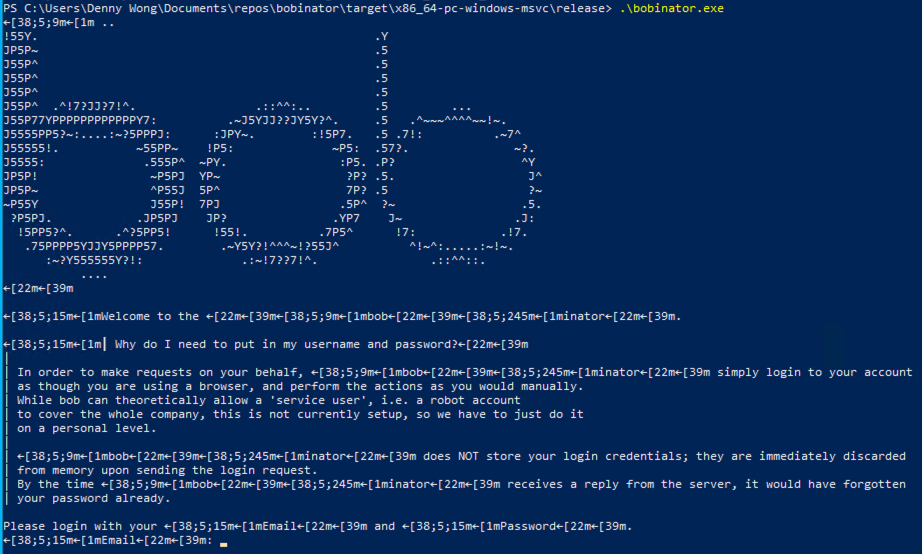 PS C:\Users\Denny Wong\Documents\repos\bobinator\target\x86_64-pc-windows-msvc\release> .\bobinator.exe
←[38;5;9m←[1m ..
!55Y.                                                .Y
JP5P~                                                .5
J55P^                                                .5
J55P^                                                .5
J55P^                                                .5
J55P^  .^!7?JJ?7!^.                 .::^^:..         .5         ...
J55P77YPPPPPPPPPPPPY7:          .~J5YJJ??JY5Y?^.     .5   .^~~~^^^^~~!~.
J5555PP5?~:....:~?5PPPJ:      :JPY~.        :!5P7.   .5 .7!:          .~7^
J55555!.           ~55PP~    !P5:             ~P5:  .57?.               ~?.
J5555:              .555P^  ~PY.               :P5. .P?                  ^Y
JP5P!                ~P5PJ  YP~                 ?P? .5.                   J^
JP5P~                ^P55J  5P^                 7P? .5                    ?~
~P55Y                J55P!  7PJ                .5P^  ?~                  .5.
 ?P5PJ.            .JP5PJ    JP?              .YP7    J~                .J:
  !5PP5?^.      .^?5PP5!      !55!.         .7P5^      !7:            .!7.
   .75PPPP5YJJY5PPPP57.        .~Y5Y?!^^^~!?55J^         ^!~^:.....:~!~.
      :~?Y555555Y?!:              .:~!7??7!^.               .::^^::.
           ....
←[22m←[39m
←[38;5;15m←[1mWelcome to the ←[22m←[39m←[38;5;9m←[1mbob←[22m←[39m←[38;5;245m←[1minator←[22m←[39m.
←[38;5;15m←[1m| Why do I need to put in my username and password?←[22m←[39m
|
| In order to make requests on your behalf, ←[38;5;9m←[1mbob←[22m←[39m←[38;5;245m←[1minator←[22m←[39m simply login to your account
| as though you are using a browser, and perform the actions as you would manually.
| While bob can theoretically allow a 'service user', i.e. a robot account
| to cover the whole company, this is not currently setup, so we have to just do it
| on a personal level.
|
| ←[38;5;9m←[1mbob←[22m←[39m←[38;5;245m←[1minator←[22m←[39m does NOT store your login credentials; they are immediately discarded
| from memory upon sending the login request.
| By the time ←[38;5;9m←[1mbob←[22m←[39m←[38;5;245m←[1minator←[22m←[39m receives a reply from the server, it would have forgotten
| your password already.
Please login with your ←[38;5;15m←[1mEmail←[22m←[39m and ←[38;5;15m←[1mPassword←[22m←[39m.
←[38;5;15m←[1mEmail←[22m←[39m: _